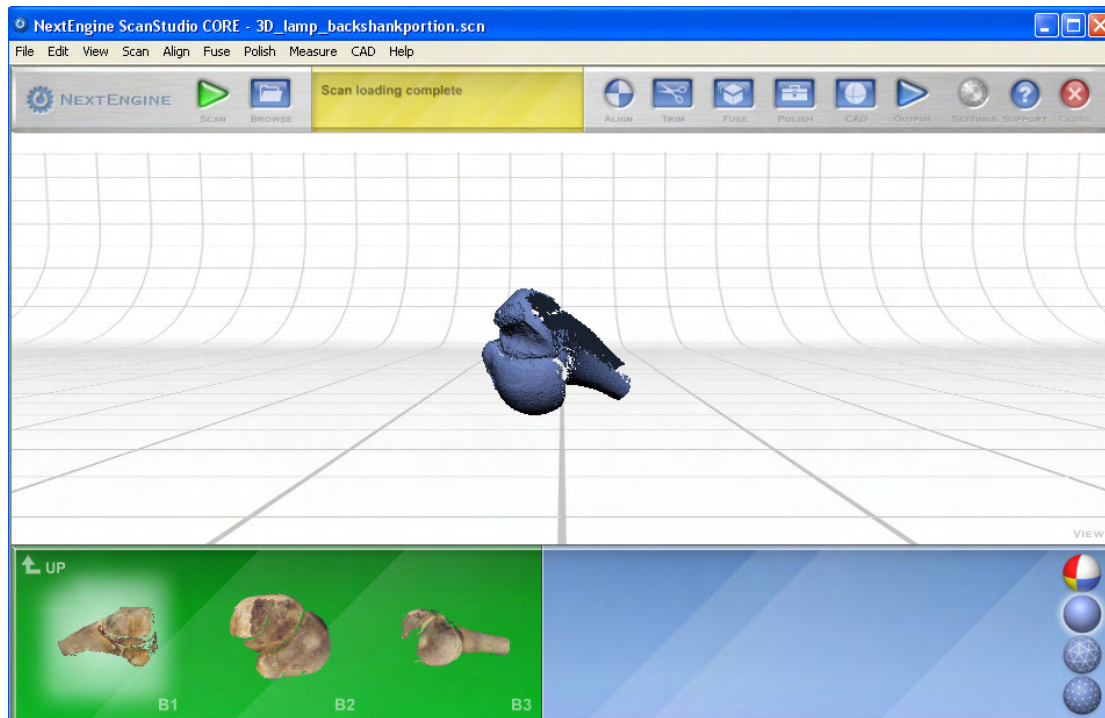 NextEngine ScanStudio CORE - 3D_lamp_backshankportion.scn
File Edit View Scan Align Fuse Polish Measure CAD Help
NEXTENGINE
SCAN
BROWSE
Scan loading complete
ALIGN
TRIM
FUSE
POLISH
CAD
OUTPUT
SETTINGS
SUPPORT
CLOSE
VIEW
UP
B1
B2
B3